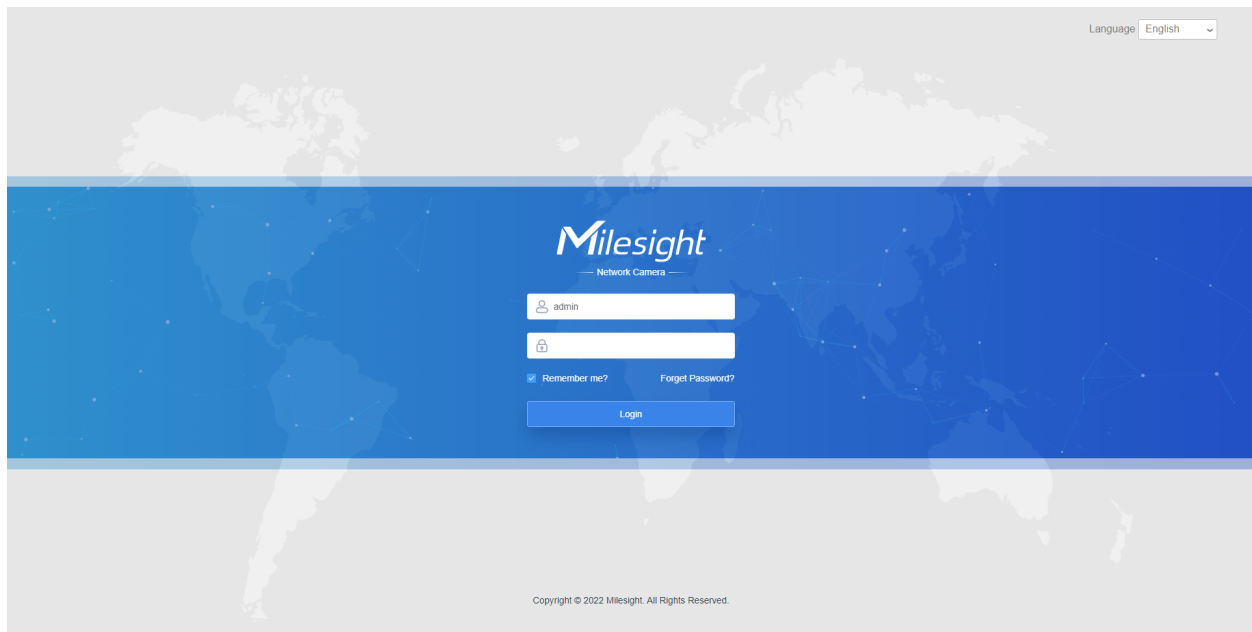 Language English
Milesight
Network Camera
admin
Remember me? Forget Password?
Login
Copyright © 2022 Milesight. All Rights Reserved.